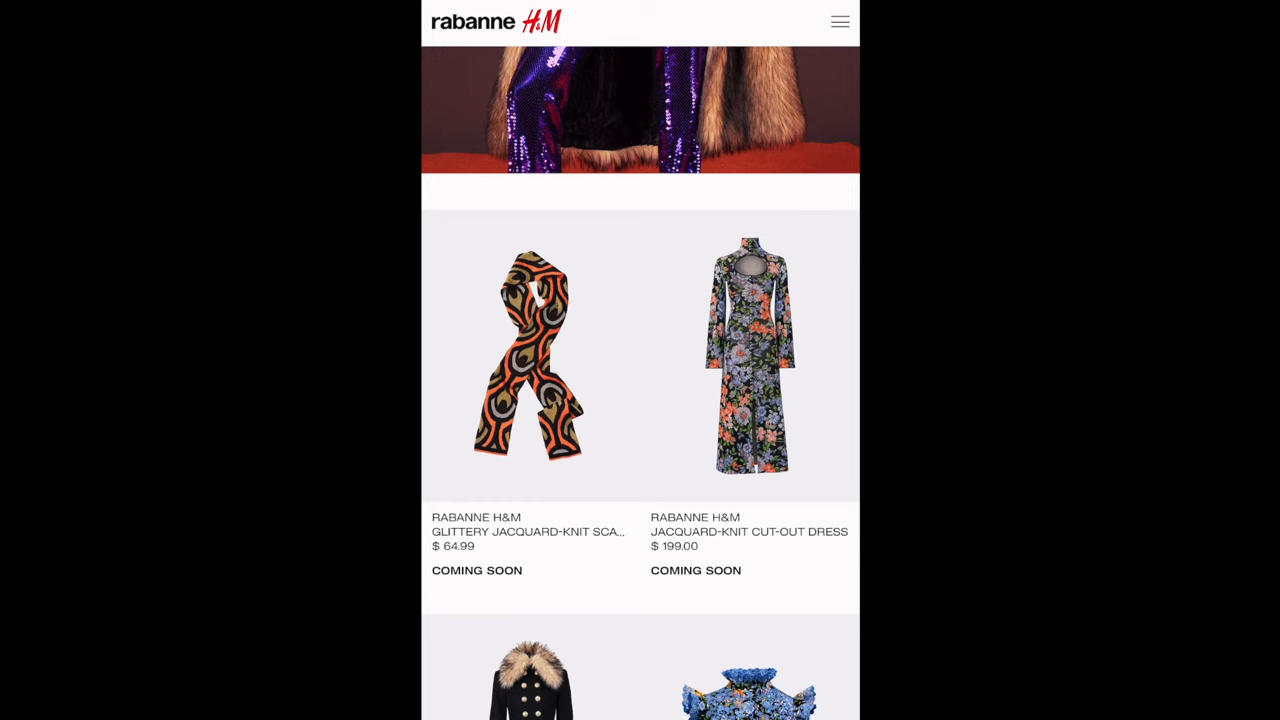 rabanne H&M
RABANNE H&M
GLITTERY JACQUARD-KNIT SCA...
$ 64.99
COMING SOON
RABANNE H&M
JACQUARD-KNIT CUT-OUT DRESS
$ 199.00
COMING SOON